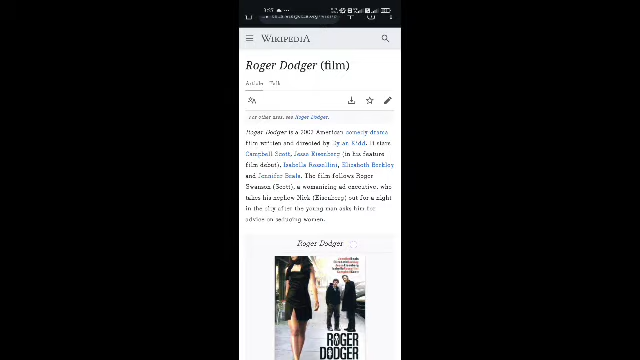 WIKIPEDIA
Roger Dodger (film)
Article Talk
For other uses, see Roger Dodger.
Roger Dodger is a 2002 American comedy drama
film written and directed by Dylan Kidd. It stars
Campbell Scott, Jesse Eisenberg (in his feature
film debut), Isabella Rossellini, Elizabeth Berkley
and Jennifer Beals. The film follows Roger
Swanson (Scott), a womanizing ad executive, who
takes his nephew Nick (Eisenberg) out for a night
in the city after the young man asks him for
advice on seducing women.
Roger Dodger
ROGER
DODGER